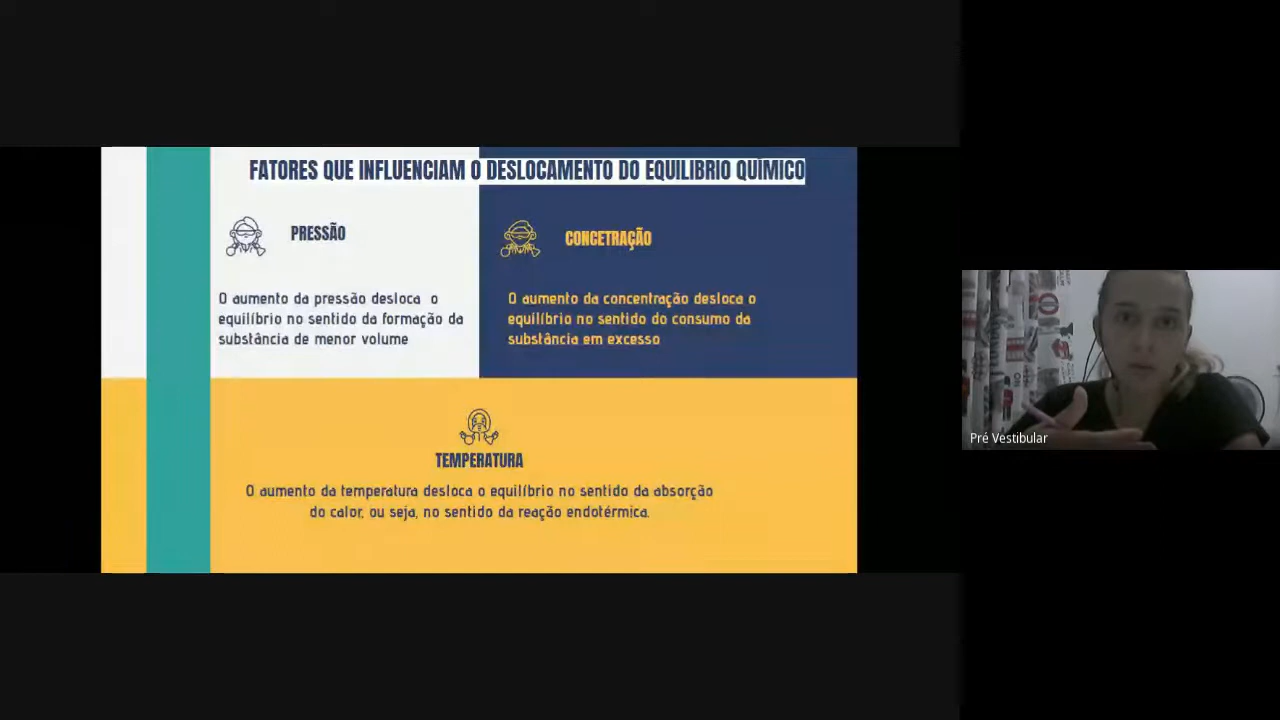 FATORES QUE INFLUENCIAM O DESLOCAMENTO DO EQUILIBRIO QUÍMICO
PRESSÃO
O aumento da pressão desloca o
equilíbrio no sentido da formação da
substância de menor volume
CONCETRAÇÃO
O aumento da concentração desloca o
equilíbrio no sentido do consumo da
substância em excesso
TEMPERATURA
O aumento da temperatura desloca o equilíbrio no sentido da absorção
do calor, ou seja, no sentido da reação endotérmica.
Pré Vestibular